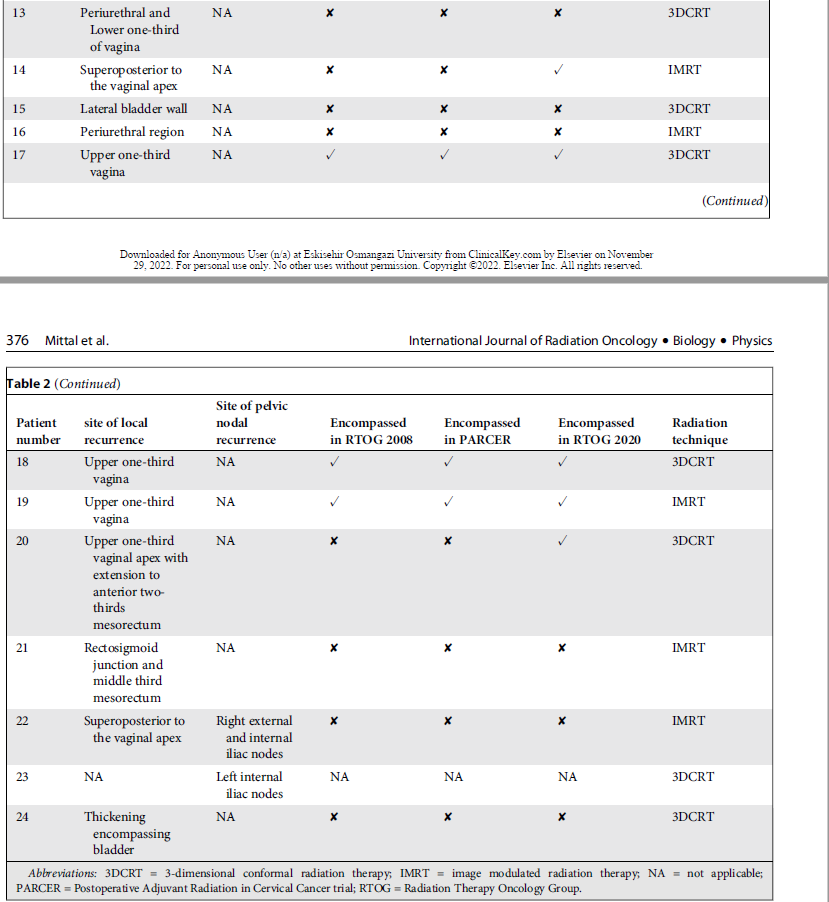 13 Periurethral and NA ✘ ✘ ✘ 3DCRT
Lower one-third
of vagina
14 Superoposterior to NA ✘ ✘ ✓ IMRT
the vaginal apex
15 Lateral bladder wall NA ✘ ✘ ✘ 3DCRT
16 Periurethral region NA ✘ ✘ ✘ IMRT
17 Upper one-third NA ✓ ✓ ✓ 3DCRT
vagina
(Continued)
Downloaded for Anonymous User (n/a) at Eskisehir Osmangazi University from ClinicalKey.com by Elsevier on November
29, 2022. For personal use only. No other uses without permission. Copyright ©2022. Elsevier Inc. All rights reserved.
376 Mittal et al. International Journal of Radiation Oncology ● Biology ● Physics
Table 2 (Continued)
Site of pelvic
Patient site of local nodal Encompassed Encompassed Encompassed Radiation
number recurrence recurrence in RTOG 2008 in PARCER in RTOG 2020 technique
18 Upper one-third NA ✓ ✓ ✓ 3DCRT
vagina
19 Upper one-third NA ✓ ✓ ✓ IMRT
vagina
20 Upper one-third NA ✘ ✘ ✓ 3DCRT
vaginal apex with
extension to
anterior two-
thirds
mesorectum
21 Rectosigmoid NA ✘ ✘ ✘ IMRT
junction and
middle third
mesorectum
22 Superoposterior to Right external ✘ ✘ ✘ IMRT
the vaginal apex and internal
iliac nodes
23 NA Left internal NA NA NA 3DCRT
iliac nodes
24 Thickening NA ✘ ✘ ✘ 3DCRT
encompassing
bladder
Abbreviations: 3DCRT = 3-dimensional conformal radiation therapy; IMRT = image modulated radiation therapy; NA = not applicable;
PARCER = Postoperative Adjuvant Radiation in Cervical Cancer trial; RTOG = Radiation Therapy Oncology Group.